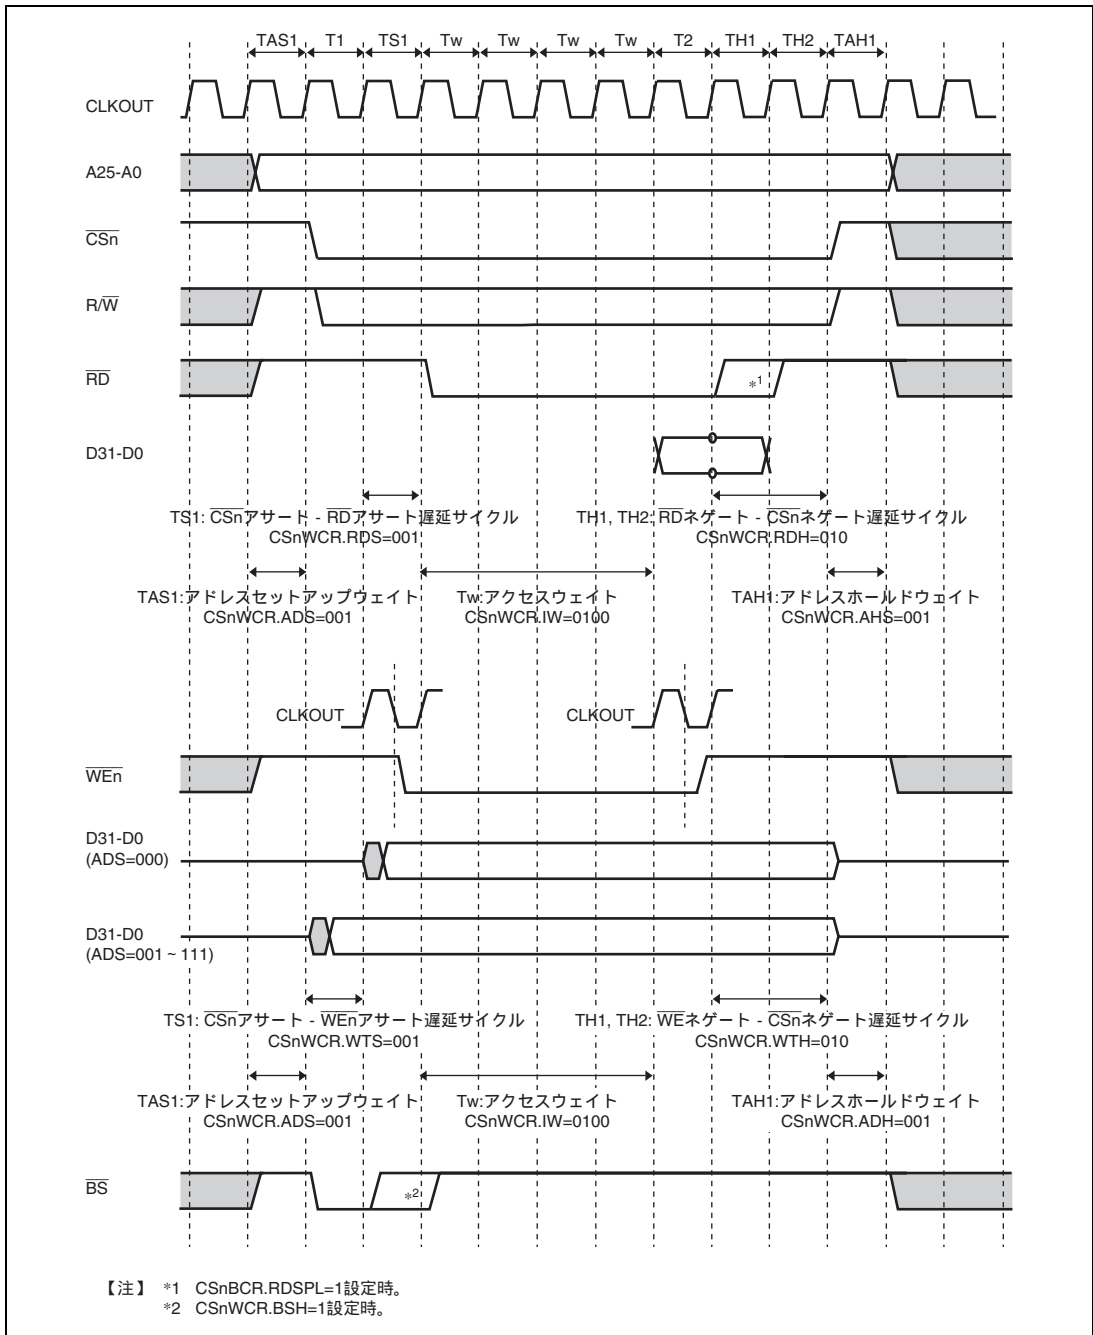 TAS1 T1 TS1 Tw Tw Tw Tw T2 TH1 TH2 TAH1
CLKOUT
A25-A0
CSn
R/W
RD
*1
D31-D0
TS1: CSnアサート - RDアサート遅延サイクル
CSnWCR.RDS=001
TH1, TH2: RDネゲート - CSnネゲート遅延サイクル
CSnWCR.RDH=010
TAS1:アドレスセットアップウェイト
CSnWCR.ADS=001
Tw:アクセスウェイト
CSnWCR.IW=0100
TAH1:アドレスホールドウェイト
CSnWCR.AHS=001
CLKOUT
CLKOUT
WEn
D31-D0
(ADS=000)
D31-D0
(ADS=001 ~ 111)
TS1: CSnアサート - WEnアサート遅延サイクル
CSnWCR.WTS=001
TH1, TH2: WEネゲート - CSnネゲート遅延サイクル
CSnWCR.WTH=010
TAS1:アドレスセットアップウェイト
CSnWCR.ADS=001
Tw:アクセスウェイト
CSnWCR.IW=0100
TAH1:アドレスホールドウェイト
CSnWCR.ADH=001
BS
*2
【注】 *1 CSnBCR.RDSPL=1設定時。
*2 CSnWCR.BSH=1設定時。